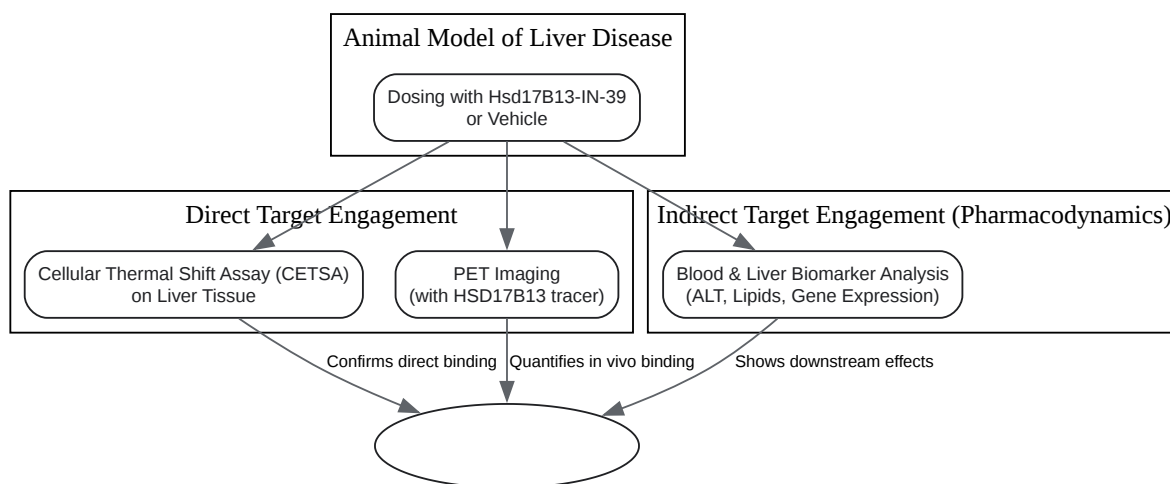 Animal Model of Liver Disease
Dosing with Hsd17B13-IN-39
or Vehicle
Direct Target Engagement
Indirect Target Engagement (Pharmacodynamics)
Cellular Thermal Shift Assay (CETSA)
on Liver Tissue
PET Imaging
(with HSD17B13 tracer)
Blood & Liver Biomarker Analysis
(ALT, Lipids, Gene Expression)
Confirms direct binding
Quantifies in vivo binding
Shows downstream effects